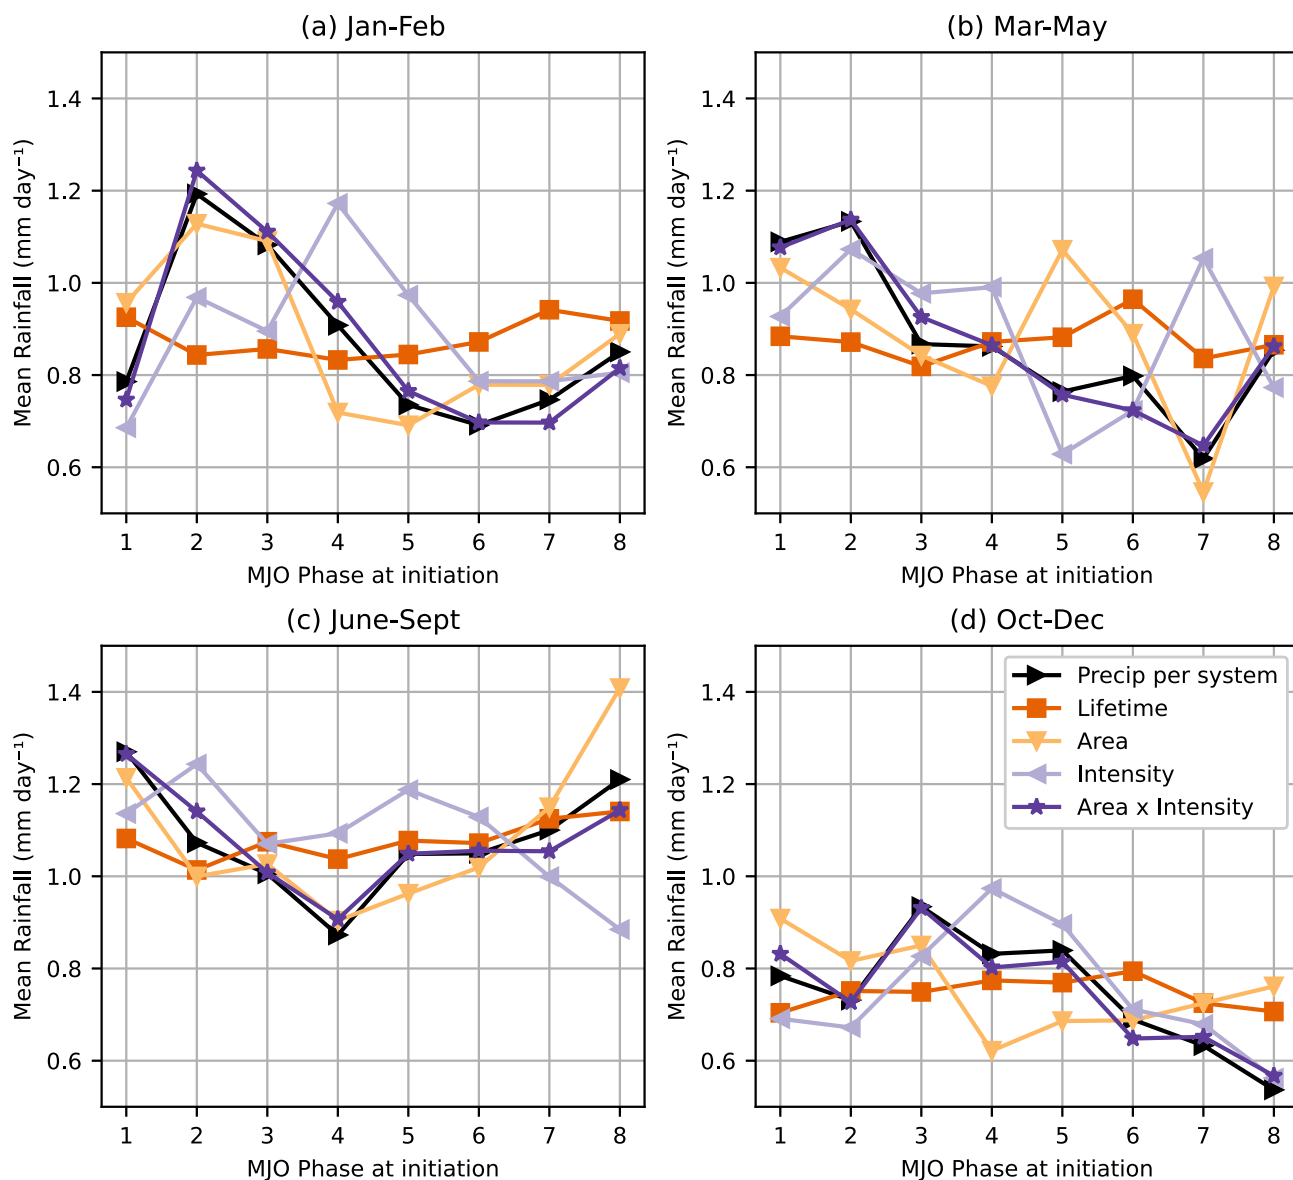 (a) Jan-Feb
Mean Rainfall (mm day⁻¹)
1.4
1.2
1.0
0.8
0.6
1 2 3 4 5 6 7 8
MJO Phase at initiation
(b) Mar-May
Mean Rainfall (mm day⁻¹)
1.4
1.2
1.0
0.8
0.6
1 2 3 4 5 6 7 8
MJO Phase at initiation
(c) June-Sept
Mean Rainfall (mm day⁻¹)
1.4
1.2
1.0
0.8
0.6
1 2 3 4 5 6 7 8
MJO Phase at initiation
(d) Oct-Dec
Mean Rainfall (mm day⁻¹)
1.4
1.2
1.0
0.8
0.6
Precip per system
Lifetime
Area
Intensity
Area x Intensity
1 2 3 4 5 6 7 8
MJO Phase at initiation